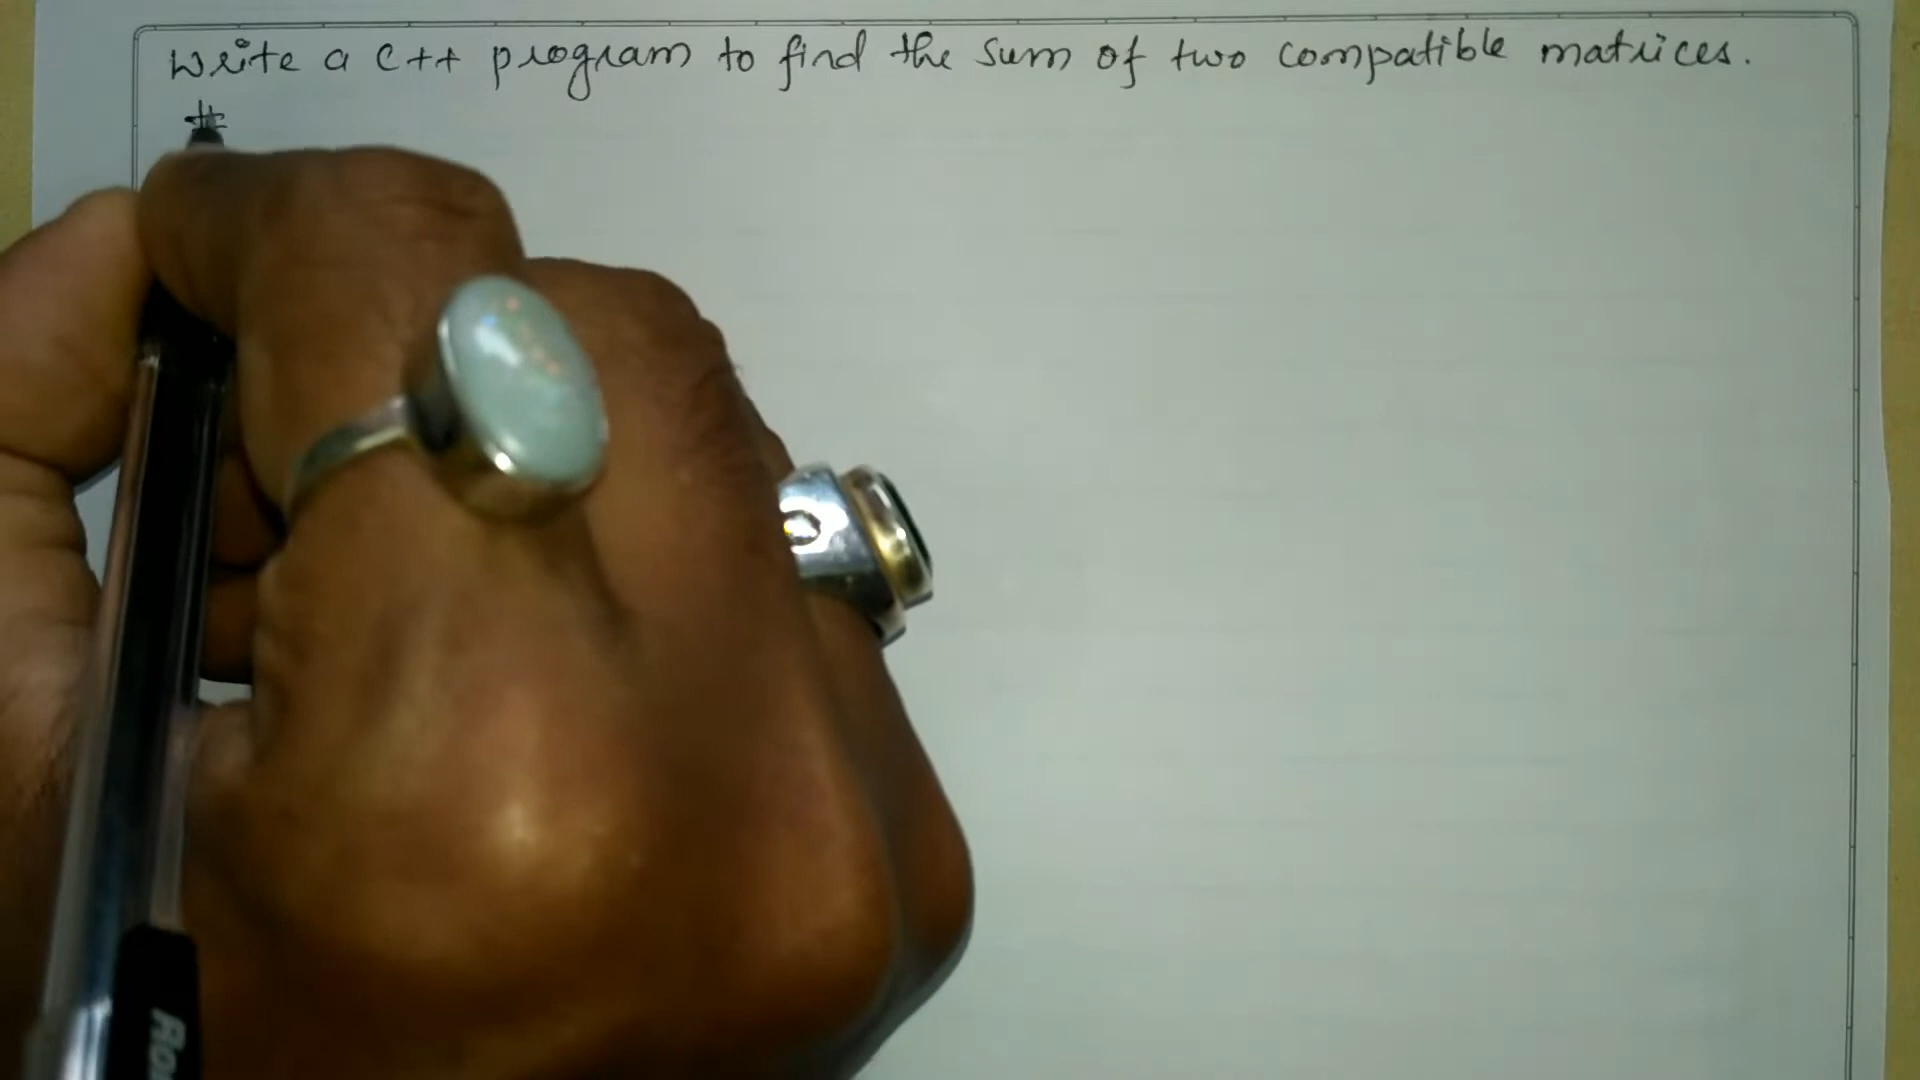 Write a C++ program to find the sum of two compatible matrices.
#